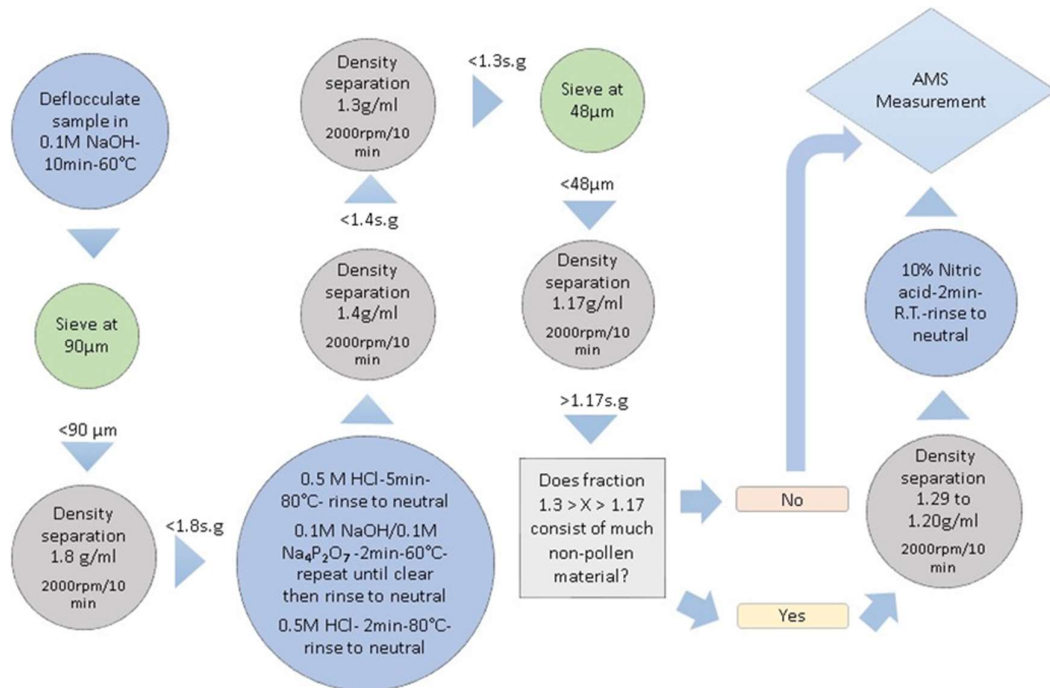 Deflocculate
sample in
0.1M NaOH-
10min-60°C
Sieve at
90µm
<90 µm
Density
separation
1.8 g/ml
2000rpm/10
min
<1.8s.g
0.5 M HCl-5min-
80°C- rinse to neutral
0.1M NaOH/0.1M
Na₄P₂O₇-2min-60°C-
repeat until clear
then rinse to neutral
0.5M HCl- 2min-80°C-
rinse to neutral
Density
separation
1.4g/ml
2000rpm/10
min
<1.4s.g
Density
separation
1.3g/ml
2000rpm/10
min
<1.3s.g
Sieve at
48µm
<48µm
Density
separation
1.17g/ml
2000rpm/10
min
>1.17s.g
Does fraction
1.3 > X > 1.17
consist of much
non-pollen
material?
No
Yes
Density
separation
1.29 to
1.20g/ml
2000rpm/10
min
10% Nitric
acid-2min-
R.T.-rinse to
neutral
AMS
Measurement